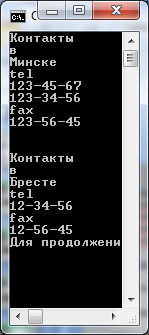 Контакты
в
Минске
tel
123-45-67
123-34-56
fax
123-56-45
Контакты
в
Бресте
tel
12-34-56
fax
12-56-45
Для продолжени